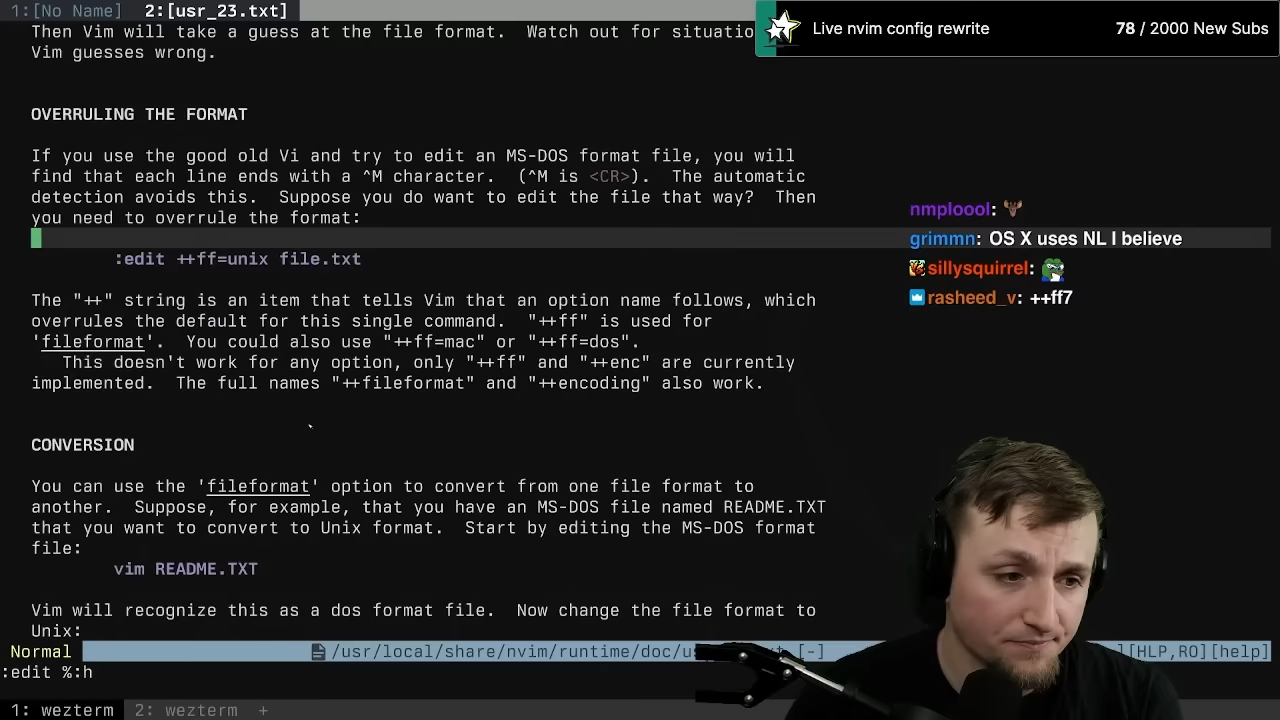 1:[No Name]  2:[usr_23.txt]
Live nvim config rewrite 78 / 2000 New Subs
Then Vim will take a guess at the file format.  Watch out for
Vim guesses wrong.
OVERRULING THE FORMAT
If you use the good old Vi and try to edit an MS-DOS format file, you will
find that each line ends with a ^M character.  (^M is <CR>).  The automatic
detection avoids this.  Suppose you do want to edit the file that way?  Then
you need to overrule the format:
:edit ++ff=unix file.txt
The "++" string is an item that tells Vim that an option name follows, which
overrules the default for this single command.  "++ff" is used for
'fileformat'.  You could also use "++ff=mac" or "++ff=dos".
This doesn't work for any option, only "++ff" and "++enc" are currently
implemented.  The full names "++fileformat" and "++encoding" also work.
CONVERSION
You can use the 'fileformat' option to convert from one file format to
another.  Suppose, for example, that you have an MS-DOS file named README.TXT
that you want to convert to Unix format.  Start by editing the MS-DOS format
file:
vim README.TXT
Vim will recognize this as a dos format file.  Now change the file format to
Unix:
nmploool:
grimmn: OS X uses NL I believe
sillysquirrel:
rasheed_v: ++ff7
Normal /usr/local/share/nvim/runtime/doc/ [-] [HLP,RO][help]
:edit %:h
1: wezterm  2: wezterm  +